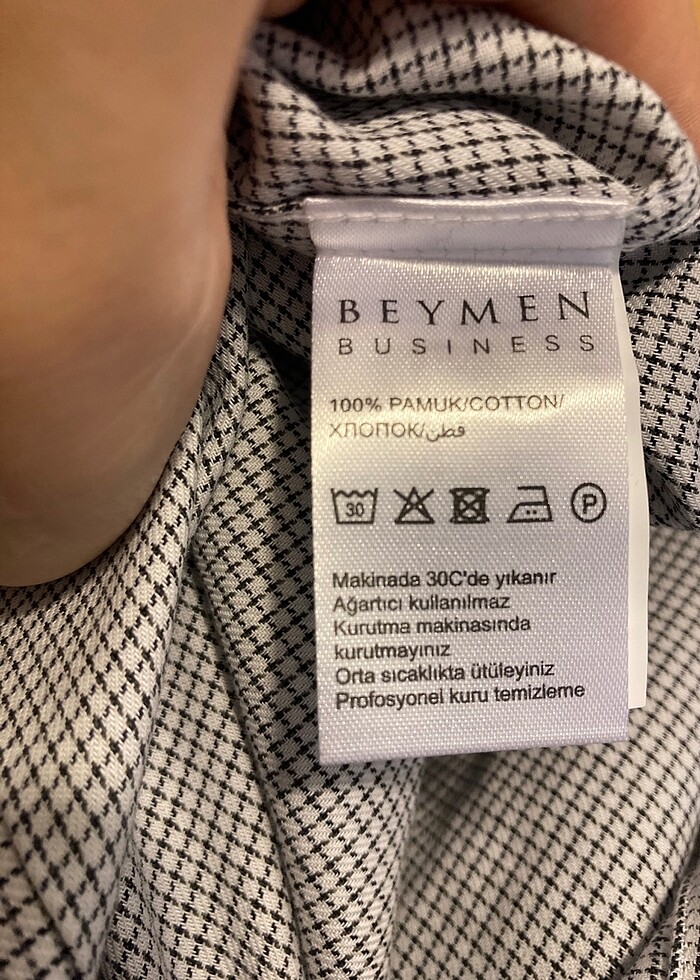 BEYMEN
BUSINESS
100% PAMUK/COTTON/
ХЛОПОК/قطن
30
P
Makinada 30C'de yıkanır
Ağartıcı kullanılmaz
Kurutma makinasında
kurutmayınız
Orta sıcaklıkta ütüleyiniz
Profosyonel kuru temizleme